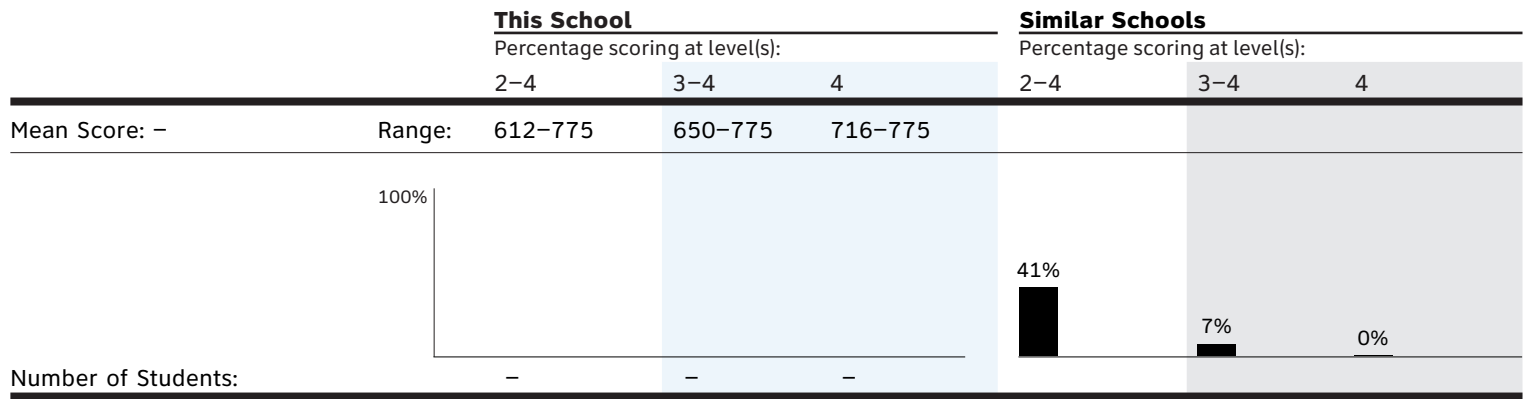 This School Similar Schools
Percentage scoring at level(s): Percentage scoring at level(s):
2–4 3–4 4 2–4 3–4 4
Mean Score: – Range: 612–775 650–775 716–775
100%
41%
7%
0%
Number of Students: – – –